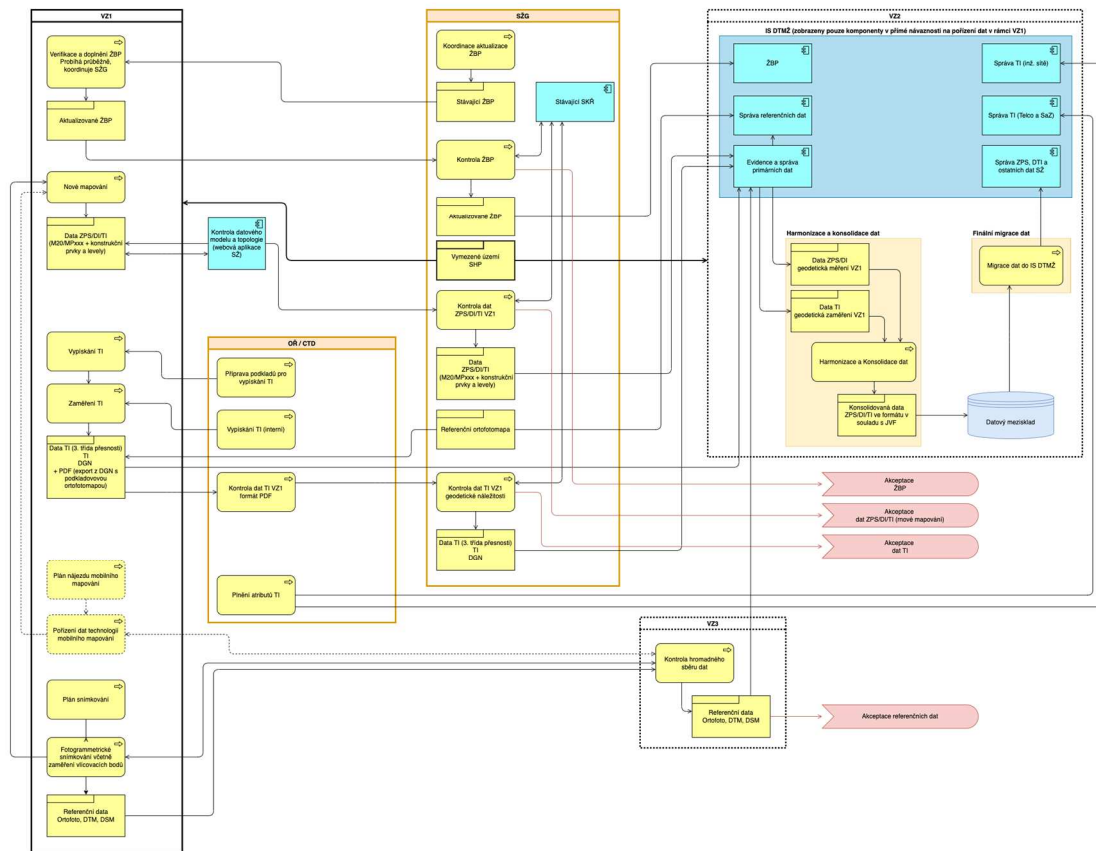 VZ1
Verifikace a doplnění ŽBP
Probíhá průběžně,
koordinuje SŽG
Aktualizované ŽBP
Nové mapování
Data ZPS/DI/TI
(M20/MPxxx + konstrukční
prvky a levely)
Vypískání TI
Zaměření TI
Data TI (3. třída přesnosti)
TI
DGN
+ PDF (export z DGN s
podkladovou
ortofotomapou)
Plán nájezdu mobilního
mapování
Pořízení dat technologií
mobilního mapování
Plán snímkování
Fotogrammetrické
snímkování včetně
zaměření vlícovacích bodů
Referenční data
Ortofoto, DTM, DSM
Kontrola datového
modelu a topologie
(webová aplikace
SŽ)
OŘ / CTD
Příprava podkladů pro
vypískání TI
Vypískání TI (interní)
Kontrola dat TI VZ1
formát PDF
Plnění atributů TI
SŽG
Koordinace aktualizace
ŽBP
Stávající ŽBP
Stávající SKŘ
Kontrola ŽBP
Aktualizované ŽBP
Vymezené území
SHP
Kontrola dat
ZPS/DI/TI VZ1
Data
ZPS/DI/TI
(M20/MPxxx + konstrukční
prvky a levely)
Referenční ortofotomapa
Kontrola dat TI VZ1
geodetické náležitosti
Data TI (3. třída přesnosti)
TI
DGN
VZ2
IS DTMŽ (zobrazeny pouze komponenty v přímé návaznosti na pořízení dat v rámci VZ1)
ŽBP
Správa TI (inž. sítě)
Správa referenčních dat
Správa TI (Telco a SaZ)
Evidence a správa
primárních dat
Správa ZPS, DTI a
ostatních dat SŽ
Harmonizace a konsolidace dat
Data ZPS/DI
geodetická měření VZ1
Data TI
geodetická zaměření VZ1
Harmonizace a Konsolidace dat
Konsolidovaná data
ZPS/DI/TI ve formátu v
souladu s JVF
Finální migrace dat
Migrace dat do IS DTMŽ
Datový mezisklad
Akceptace
ŽBP
Akceptace
dat ZPS/DI/TI (mové mapování)
Akceptace
dat TI
VZ3
Kontrola hromadného
sběru dat
Referenční data
Ortofoto, DTM, DSM
Akceptace referenčních dat